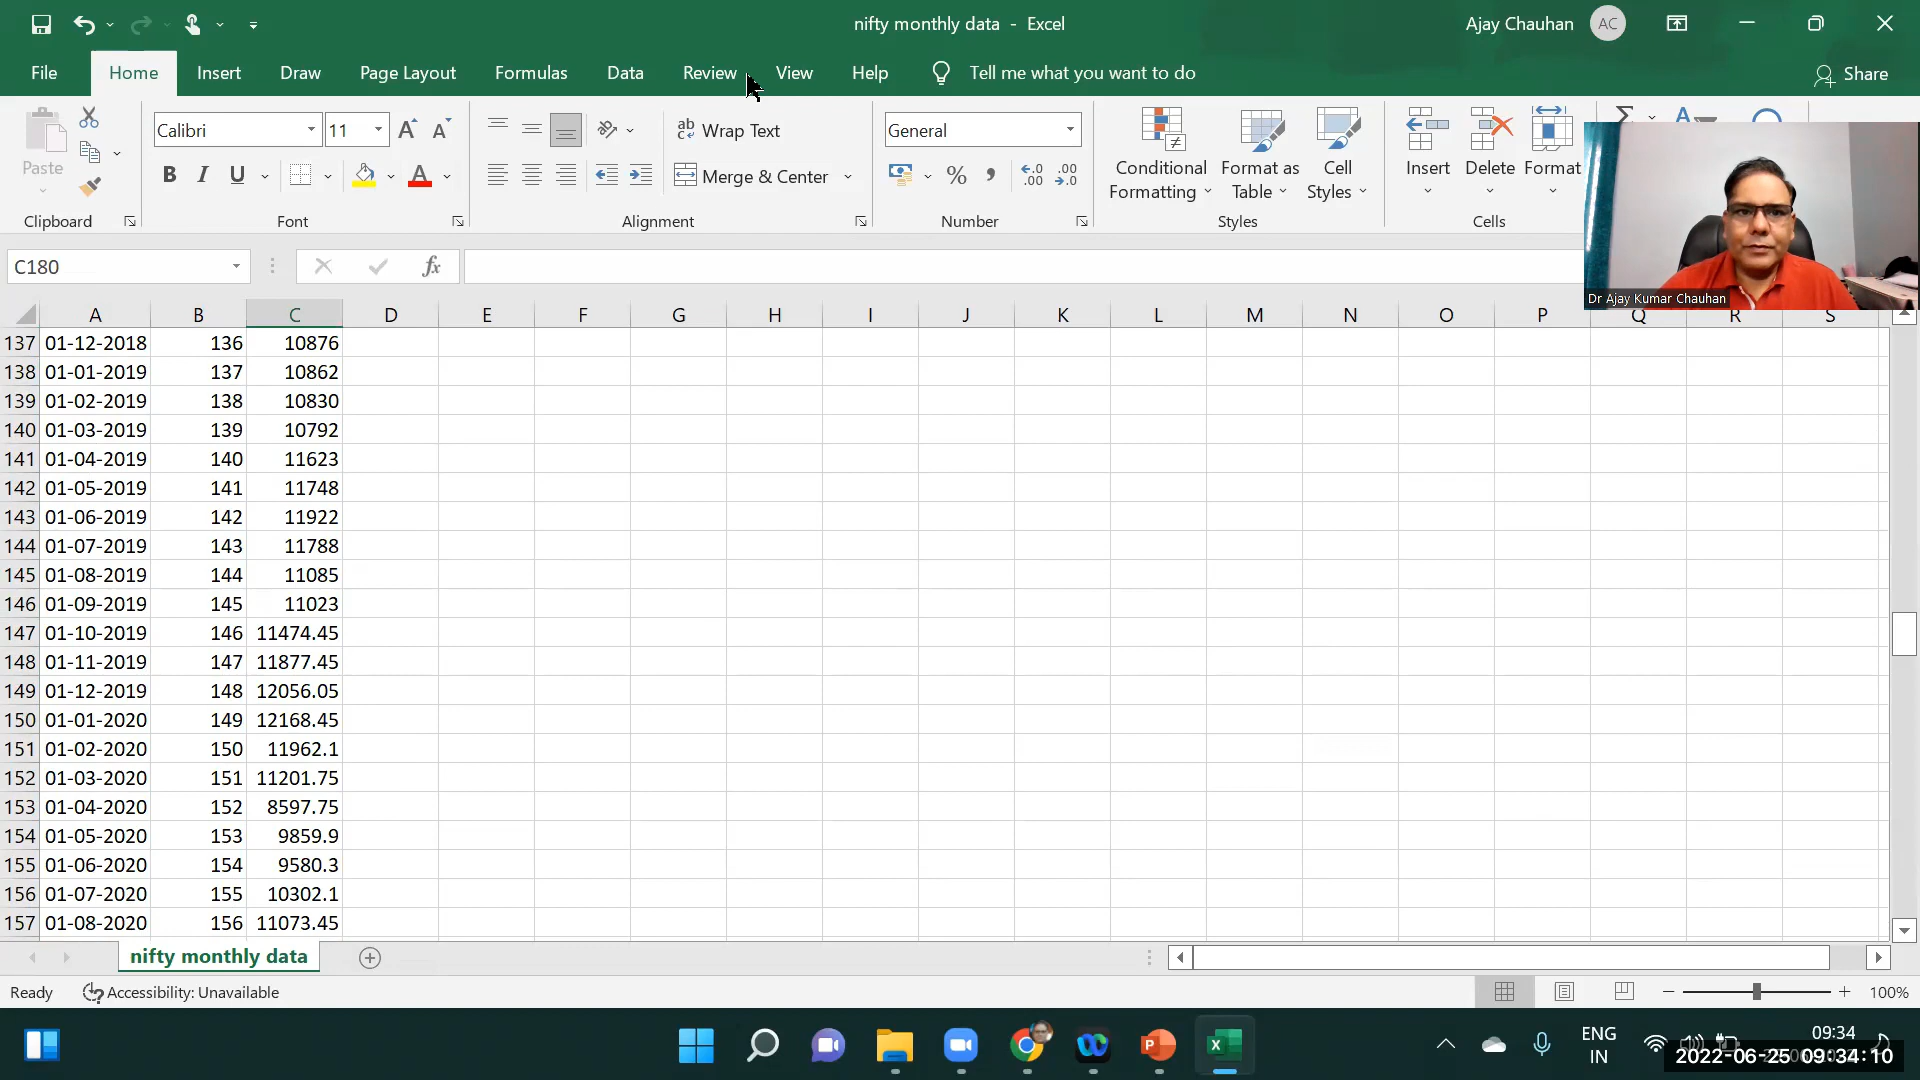 nifty monthly data - Excel
Ajay Chauhan AC
File Home Insert Draw Page Layout Formulas Data Review View Help Tell me what you want to do Share
Paste
Calibri 11
Wrap Text
General
B I U
Merge & Center
Conditional Formatting
Format as Table
Cell Styles
Insert Delete Format
Clipboard Font Alignment Number Styles Cells
Dr Ajay Kumar Chauhan
C180 fx
A B C D E F G H I J K L M N O P Q R S
137 01-12-2018 136 10876
138 01-01-2019 137 10862
139 01-02-2019 138 10830
140 01-03-2019 139 10792
141 01-04-2019 140 11623
142 01-05-2019 141 11748
143 01-06-2019 142 11922
144 01-07-2019 143 11788
145 01-08-2019 144 11085
146 01-09-2019 145 11023
147 01-10-2019 146 11474.45
148 01-11-2019 147 11877.45
149 01-12-2019 148 12056.05
150 01-01-2020 149 12168.45
151 01-02-2020 150 11962.1
152 01-03-2020 151 11201.75
153 01-04-2020 152 8597.75
154 01-05-2020 153 9859.9
155 01-06-2020 154 9580.3
156 01-07-2020 155 10302.1
157 01-08-2020 156 11073.45
nifty monthly data
Ready Accessibility: Unavailable 100%
ENG
IN
09:34
2022-06-25 09:34:10